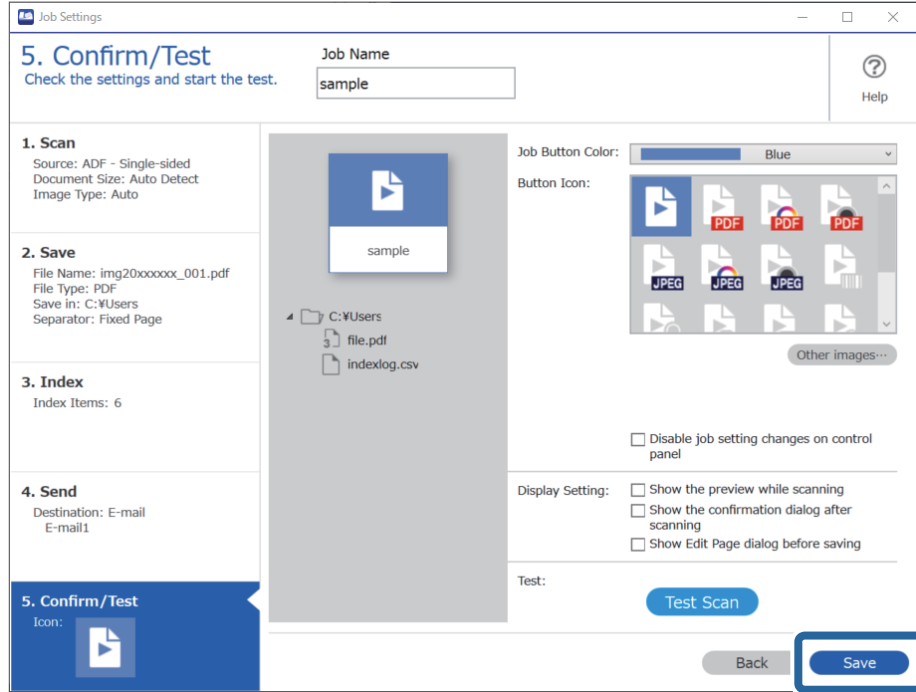 Job Settings
5. Confirm/Test
Check the settings and start the test.
Job Name
sample
Help
1. Scan
Source: ADF - Single-sided
Document Size: Auto Detect
Image Type: Auto
2. Save
File Name: img20xxxxxx_001.pdf
File Type: PDF
Save in: C:¥Users
Separator: Fixed Page
3. Index
Index Items: 6
4. Send
Destination: E-mail
E-mail1
5. Confirm/Test
Icon:
sample
C:¥Users
3 file.pdf
indexlog.csv
Job Button Color: Blue
Button Icon:
PDF PDF PDF
JPEG JPEG JPEG
Other images···
Disable job setting changes on control
panel
Display Setting: Show the preview while scanning
Show the confirmation dialog after
scanning
Show Edit Page dialog before saving
Test:
Test Scan
Back Save